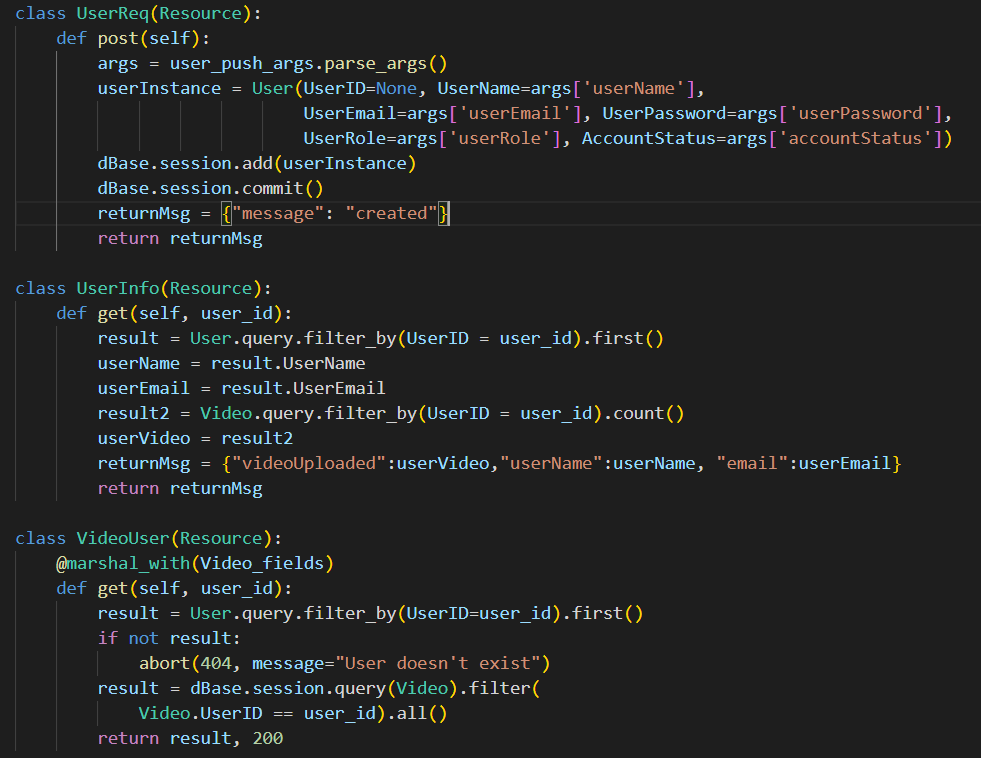 class UserReq(Resource):
    def post(self):
        args = user_push_args.parse_args()
        userInstance = User(UserID=None, UserName=args['userName'],
                            UserEmail=args['userEmail'], UserPassword=args['userPassword'],
                            UserRole=args['userRole'], AccountStatus=args['accountStatus'])
        dBase.session.add(userInstance)
        dBase.session.commit()
        returnMsg = {"message": "created"}
        return returnMsg

class UserInfo(Resource):
    def get(self, user_id):
        result = User.query.filter_by(UserID = user_id).first()
        userName = result.UserName
        userEmail = result.UserEmail
        result2 = Video.query.filter_by(UserID = user_id).count()
        userVideo = result2
        returnMsg = {"videoUploaded":userVideo,"userName":userName, "email":userEmail}
        return returnMsg

class VideoUser(Resource):
    @marshal_with(Video_fields)
    def get(self, user_id):
        result = User.query.filter_by(UserID=user_id).first()
        if not result:
            abort(404, message="User doesn't exist")
        result = dBase.session.query(Video).filter(
            Video.UserID == user_id).all()
        return result, 200